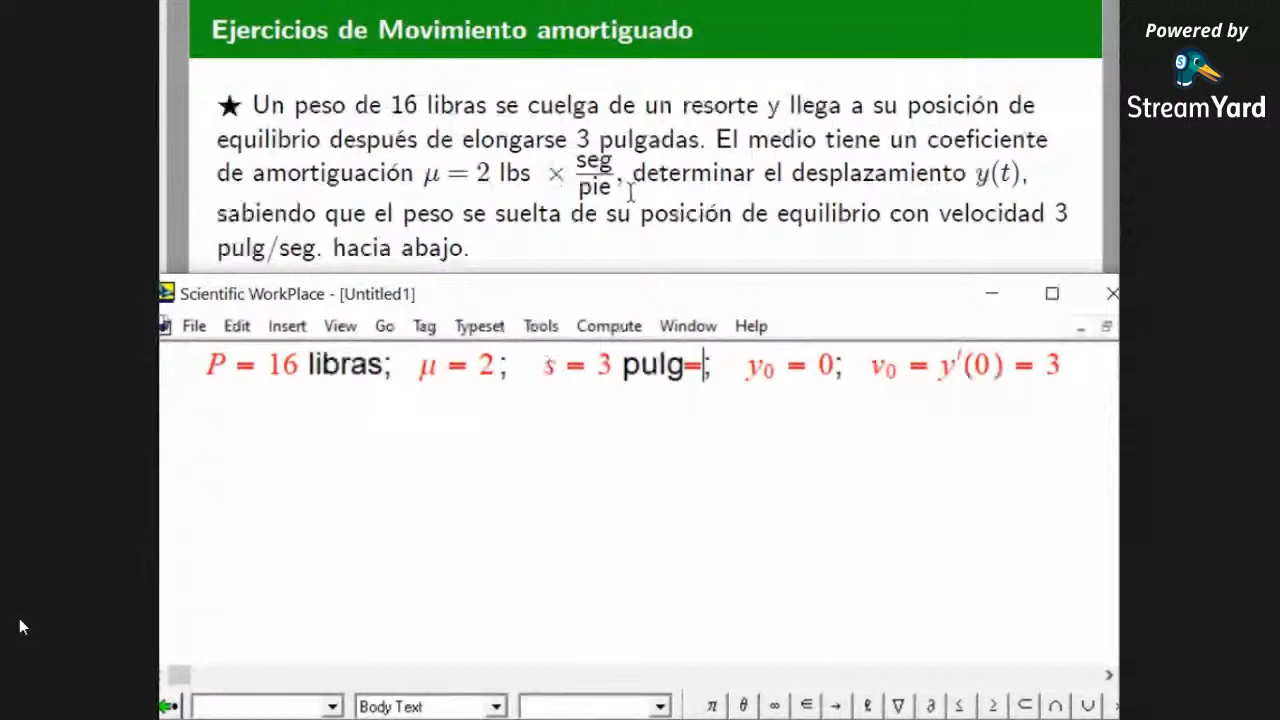 Ejercicios de Movimiento amortiguado
Powered by
StreamYard
★ Un peso de 16 libras se cuelga de un resorte y llega a su posición de
equilibrio después de elongarse 3 pulgadas. El medio tiene un coeficiente
de amortiguación μ = 2 lbs × seg/pie, determinar el desplazamiento y(t),
sabiendo que el peso se suelta de su posición de equilibrio con velocidad 3
pulg/seg. hacia abajo.
Scientific WorkPlace - [Untitled1]
File Edit Insert View Go Tag Typeset Tools Compute Window Help
P = 16 libras; μ = 2; s = 3 pulg=; y₀ = 0; v₀ = y′(0) = 3
Body Text
π θ ∞ ∈ → ℓ ∇ ∂ ≤ ≥ ⊂ ∩ ∪